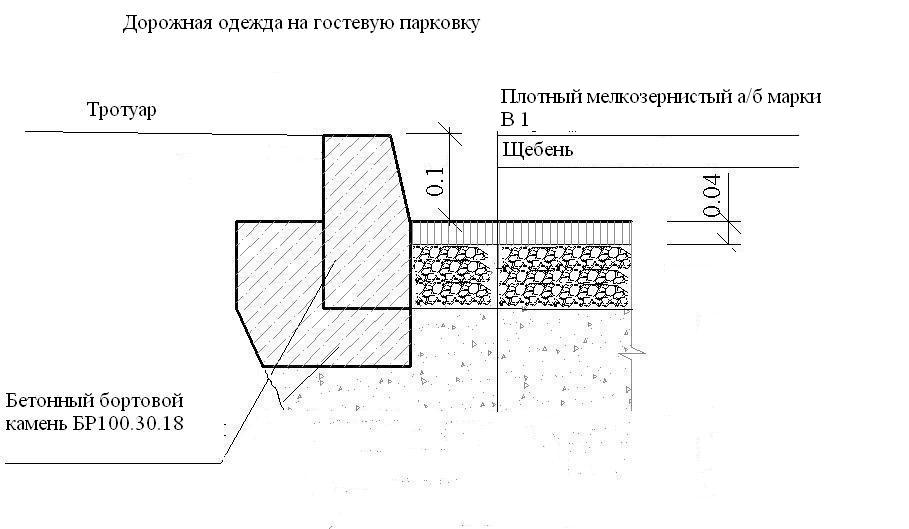 Дорожная одежда на гостевую парковку
Плотный мелкозернистый а/б марки
В 1
Тротуар
Щебень
0.1
0.04
Бетонный бортовой
камень БР100.30.18